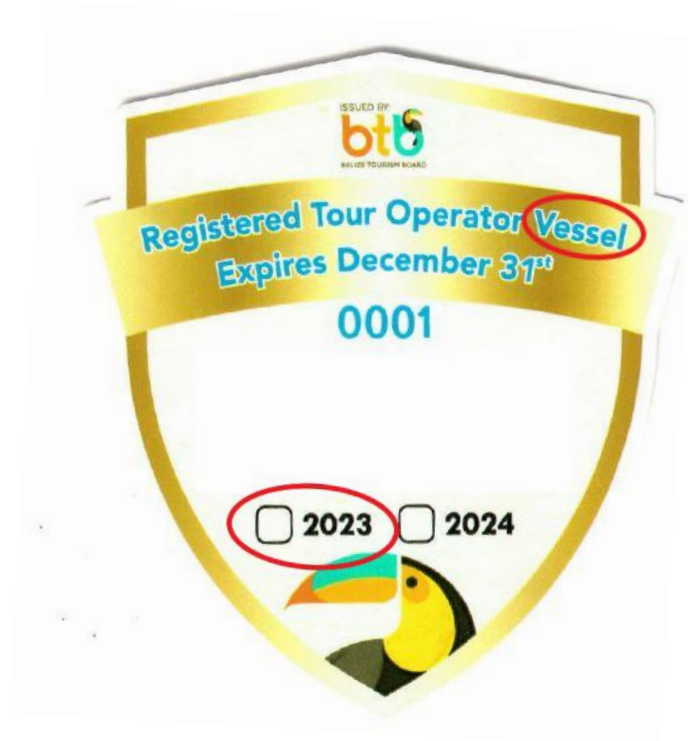 ISSUED BY:
btb
BELIZE TOURISM BOARD
Registered Tour Operator Vessel
Expires December 31st
0001
2023 2024